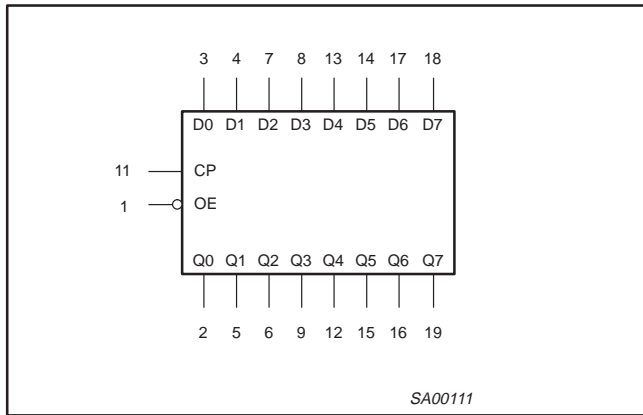 3 4 7 8 13 14 17 18
D0 D1 D2 D3 D4 D5 D6 D7
11 CP
1 OE
Q0 Q1 Q2 Q3 Q4 Q5 Q6 Q7
2 5 6 9 12 15 16 19
SA00111